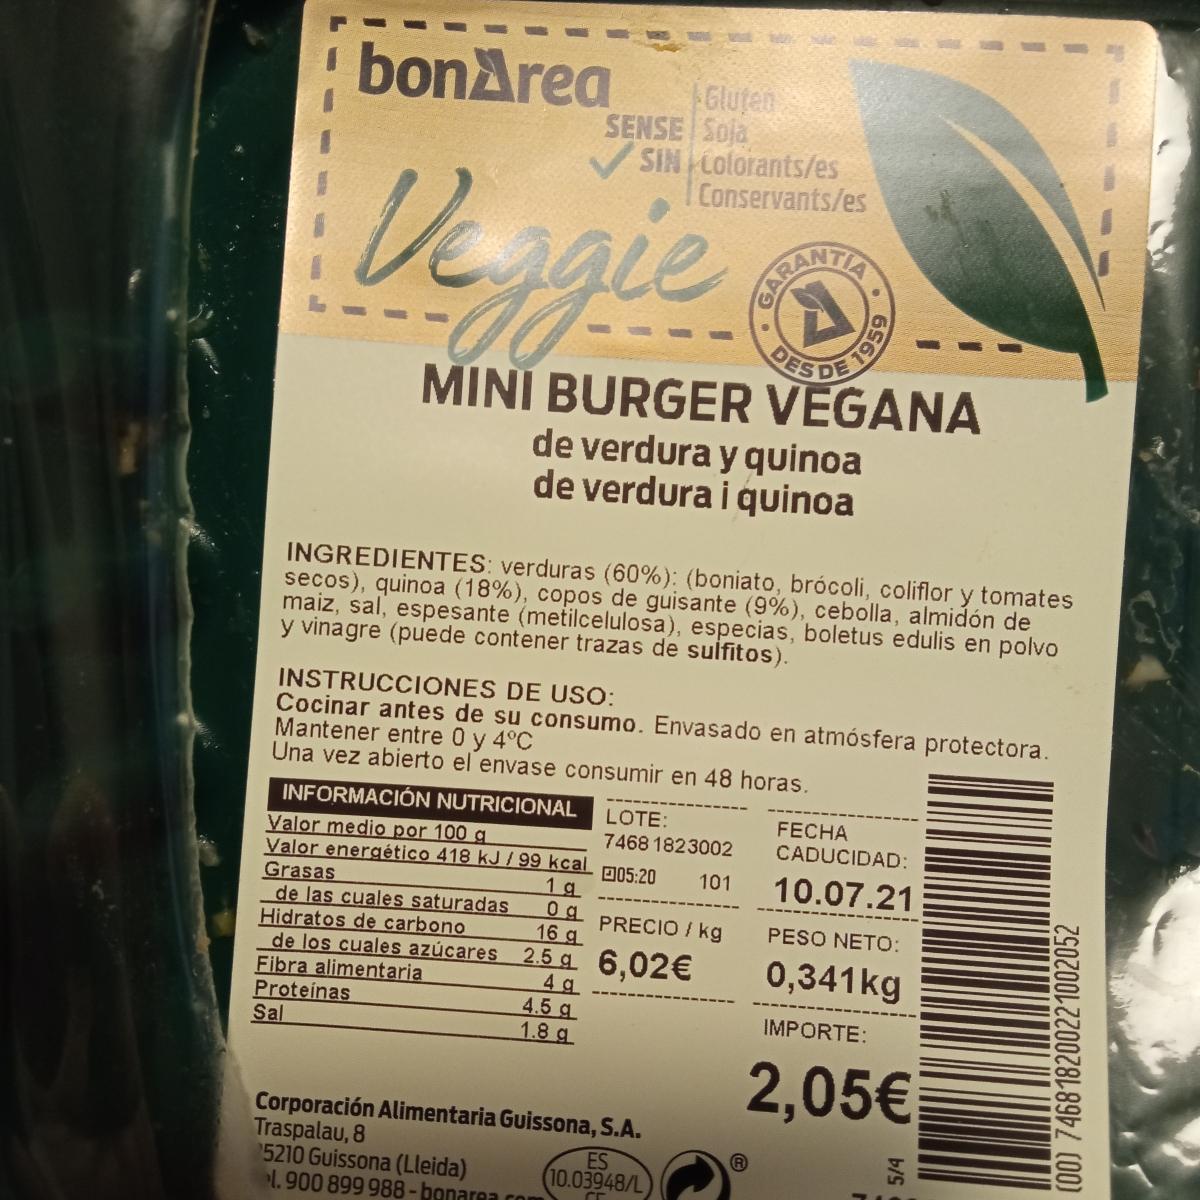 bonÀrea
SENSE
SIN
Gluten
Soja
Colorants/es
Conservants/es
Veggie
GARANTIA
DESDE 1959
MINI BURGER VEGANA
de verdura y quinoa
de verdura i quinoa
INGREDIENTES: verduras (60%): (boniato, brócoli, coliflor y tomates
secos), quinoa (18%), copos de guisante (9%), cebolla, almidón de
maiz, sal, espesante (metilcelulosa), especias, boletus edulis en polvo
y vinagre (puede contener trazas de sulfitos).
INSTRUCCIONES DE USO:
Cocinar antes de su consumo. Envasado en atmósfera protectora.
Mantener entre 0 y 4ºC
Una vez abierto el envase consumir en 48 horas.
INFORMACIÓN NUTRICIONAL
Valor medio por 100 g
Valor energético 418 kJ / 99 kcal
Grasas 1 g
de las cuales saturadas 0 g
Hidratos de carbono 16 g
de los cuales azúcares 2.5 g
Fibra alimentaria 4 g
Proteínas 4.5 g
Sal 1.8 g
LOTE:
74681823002
05:20 101
PRECIO / kg
6,02€
FECHA
CADUCIDAD:
10.07.21
PESO NETO:
0,341kg
IMPORTE:
2,05€
(00) 746818200221002052
5/4
Corporación Alimentaria Guissona, S.A.
Traspalau, 8
5210 Guissona (Lleida)
900 899 988 - bonarea.com
ES
10.03948/L
CE
®